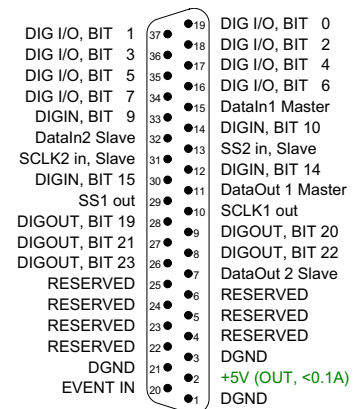 19 DIG I/O, BIT 0
DIG I/O, BIT 1 37
18 DIG I/O, BIT 2
DIG I/O, BIT 3 36
17 DIG I/O, BIT 4
DIG I/O, BIT 5 35
16 DIG I/O, BIT 6
DIG I/O, BIT 7 34
15 DataIn1 Master
DIGIN, BIT 9 33
14 DIGIN, BIT 10
DataIn2 Slave 32
13 SS2 in, Slave
SCLK2 in, Slave 31
12 DIGIN, BIT 14
DIGIN, BIT 15 30
11 DataOut 1 Master
SS1 out 29
10 SCLK1 out
DIGOUT, BIT 19 28
9 DIGOUT, BIT 20
DIGOUT, BIT 21 27
8 DIGOUT, BIT 22
DIGOUT, BIT 23 26
7 DataOut 2 Slave
RESERVED 25
6 RESERVED
RESERVED 24
5 RESERVED
RESERVED 23
4 RESERVED
RESERVED 22
3 DGND
DGND 21
2 +5V (OUT, <0.1A)
EVENT IN 20
1 DGND